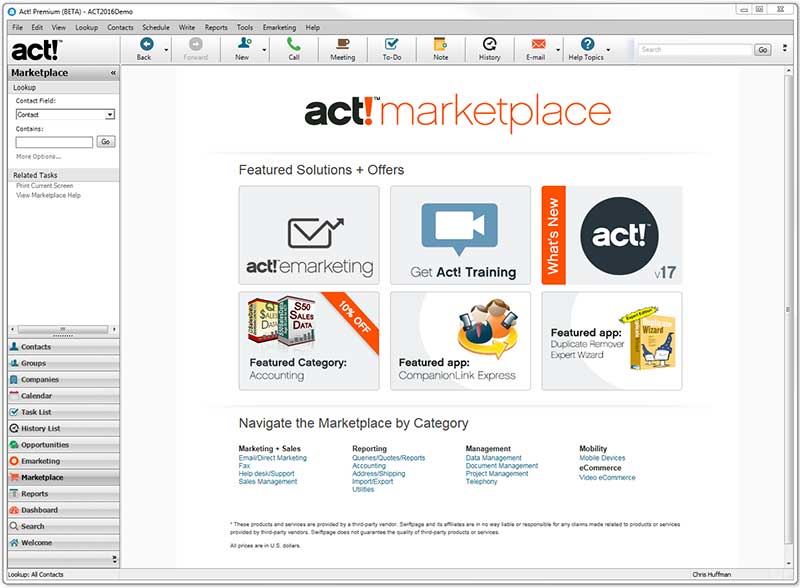 Act! Premium (BETA) - ACT2016Demo
File Edit View Lookup Contacts Schedule Write Reports Tools Emarketing Help
act!™
Back Forward New Call Meeting To-Do Note History E-mail Help Topics Search Go
Marketplace «
Lookup
Contact Field:
Contact
Contains:
Go
More Options...
Related Tasks
Print Current Screen
View Marketplace Help
Contacts
Groups
Companies
Calendar
Task List
History List
Opportunities
Emarketing
Marketplace
Reports
Dashboard
Search
Welcome
act!™marketplace
Featured Solutions + Offers
act!™emarketing
Get Act! Training
What's New
act!™
v17
SALES
DATA
S50
SALES
DATA
10% OFF
Featured Category:
Accounting
Featured app:
CompanionLink Express
Featured app:
Duplicate Remover
Expert Wizard
Expert Edition
Wizard
Navigate the Marketplace by Category
Marketing + Sales
Email/Direct Marketing
Fax
Help desk/Support
Sales Management
Reporting
Queries/Quotes/Reports
Accounting
Address/Shipping
Import/Export
Utilities
Management
Data Management
Document Management
Project Management
Telephony
Mobility
Mobile Devices
eCommerce
Video eCommerce
* These products and services are provided by a third-party vendor. Swiftpage and its affiliates are in no way liable or responsible for any claims made related to products or services
provided by third-party vendors. Swiftpage does not guarantee the quality of third-party products or services.
All prices are in U.S. dollars.
Lookup: All Contacts
Chris Huffman